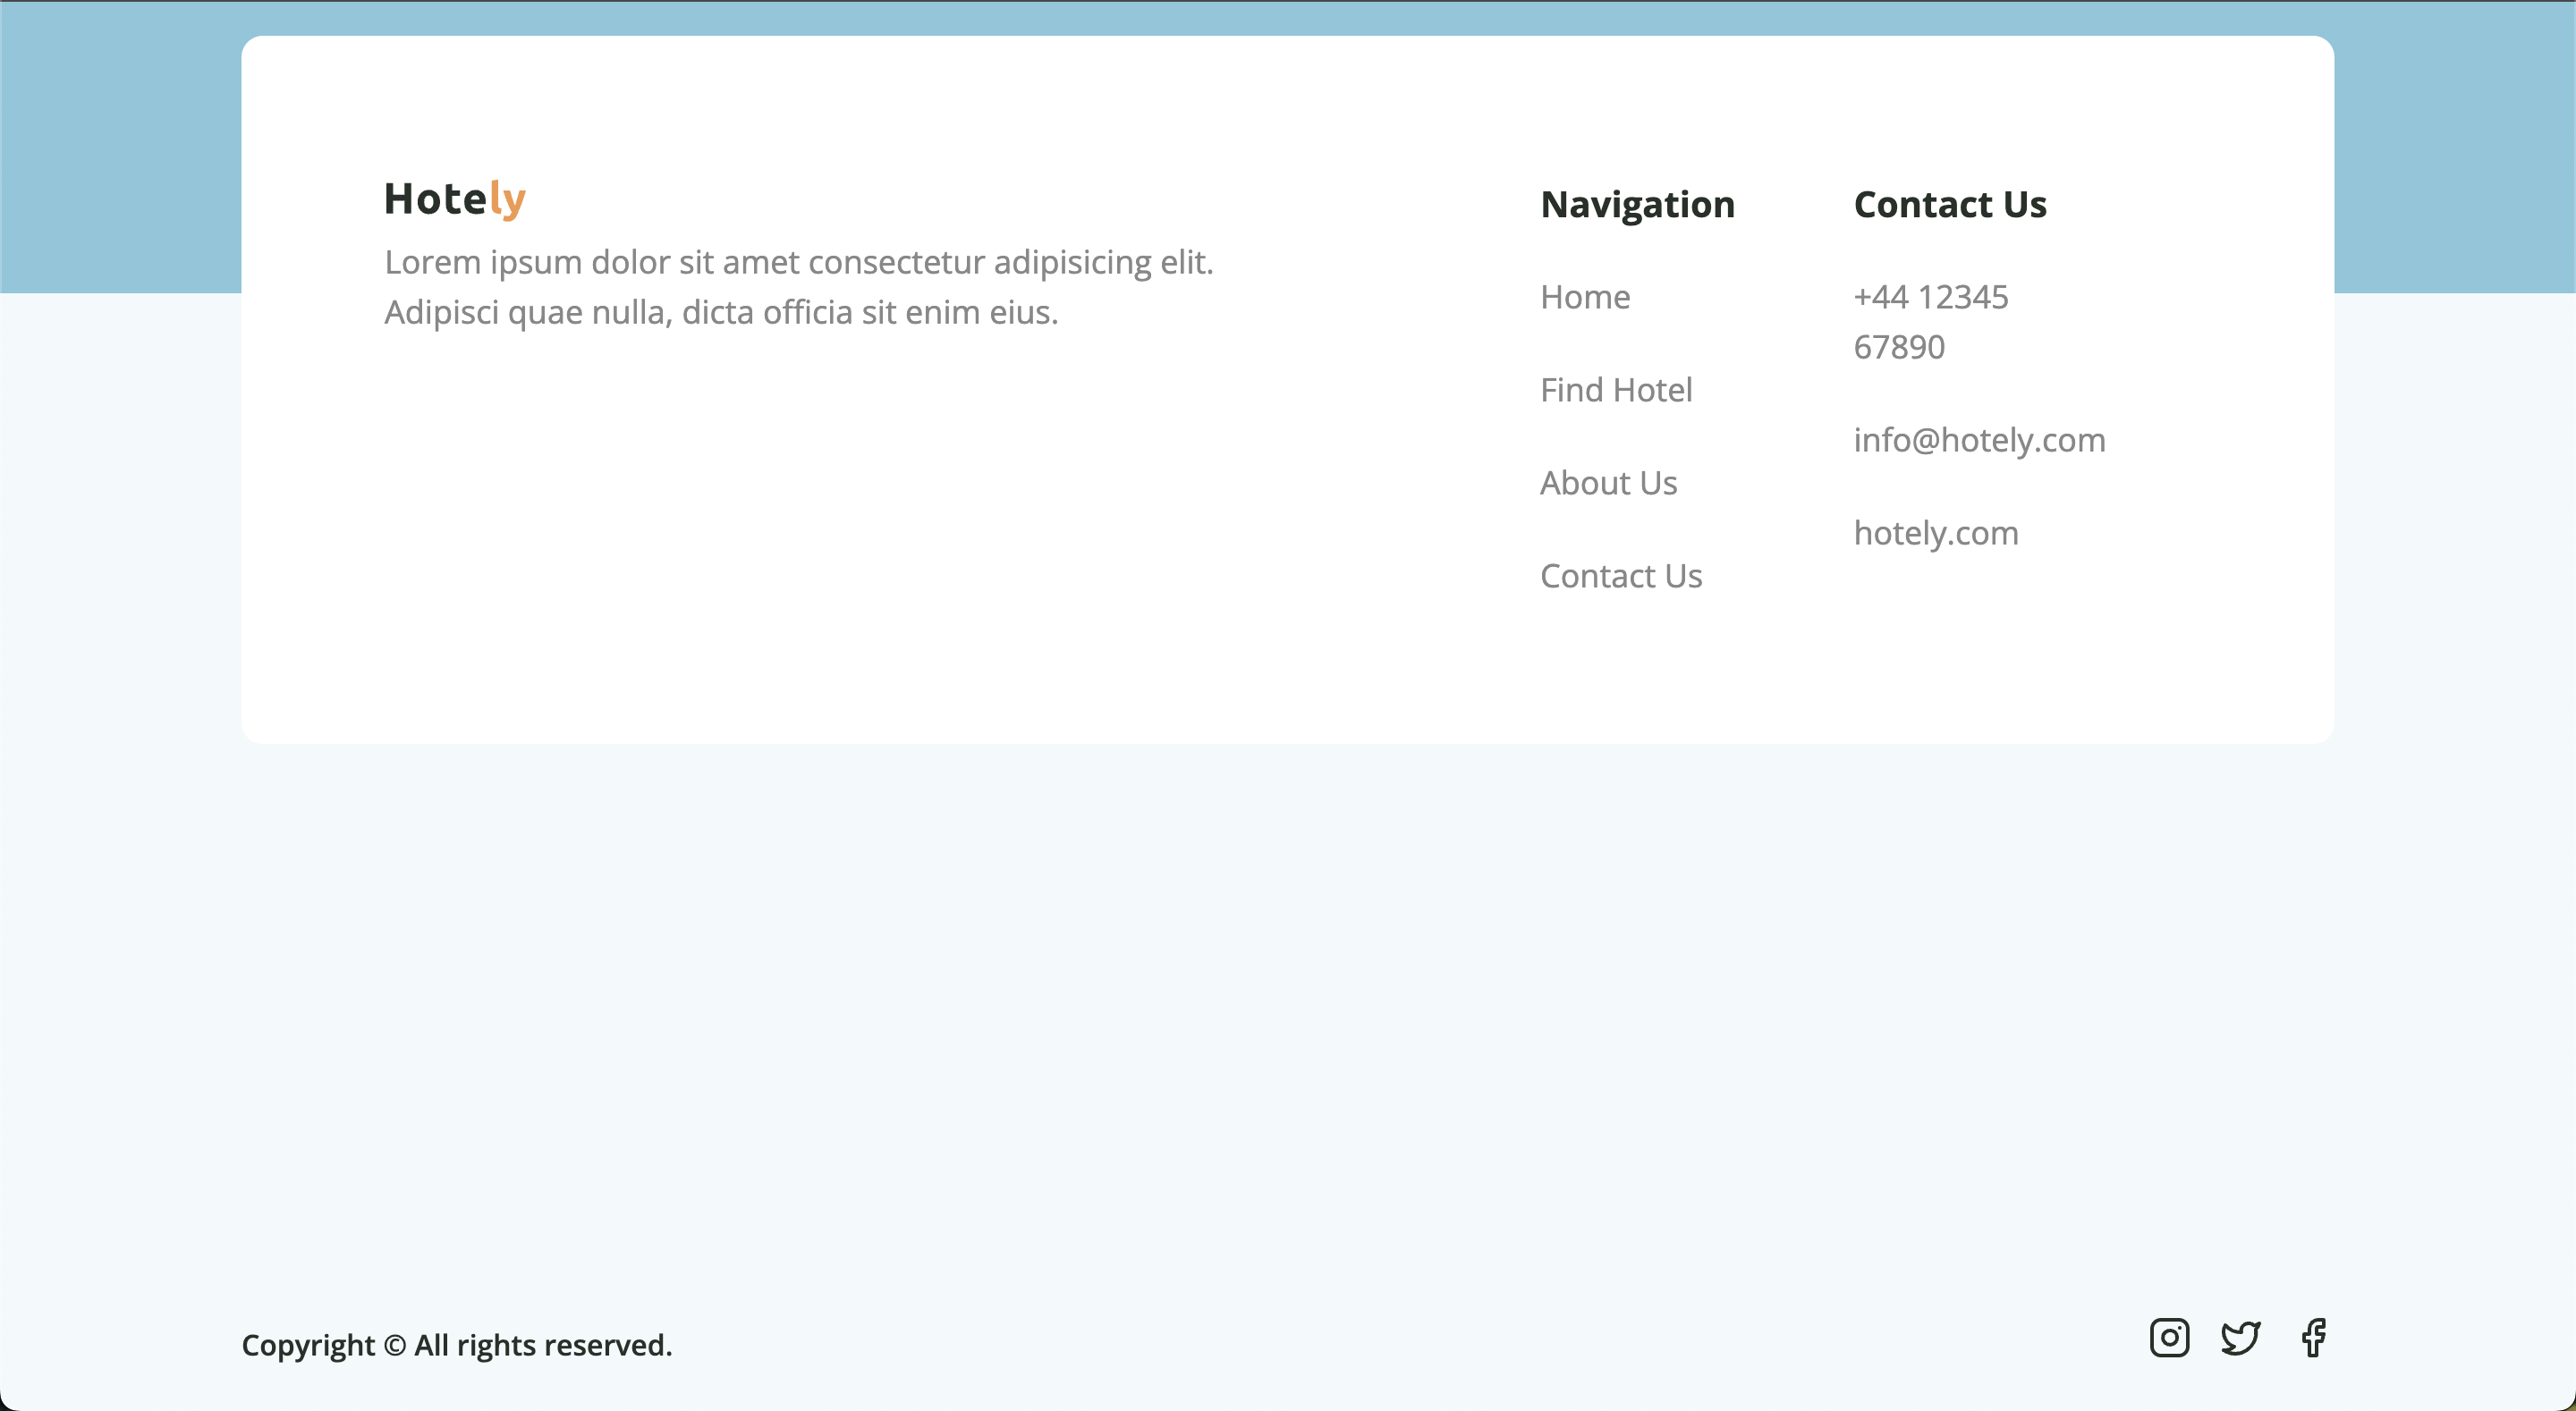 Hotely
Lorem ipsum dolor sit amet consectetur adipisicing elit.
Adipisci quae nulla, dicta officia sit enim eius.
Navigation
Home
Find Hotel
About Us
Contact Us
Contact Us
+44 12345
67890
info@hotely.com
hotely.com
Copyright © All rights reserved.